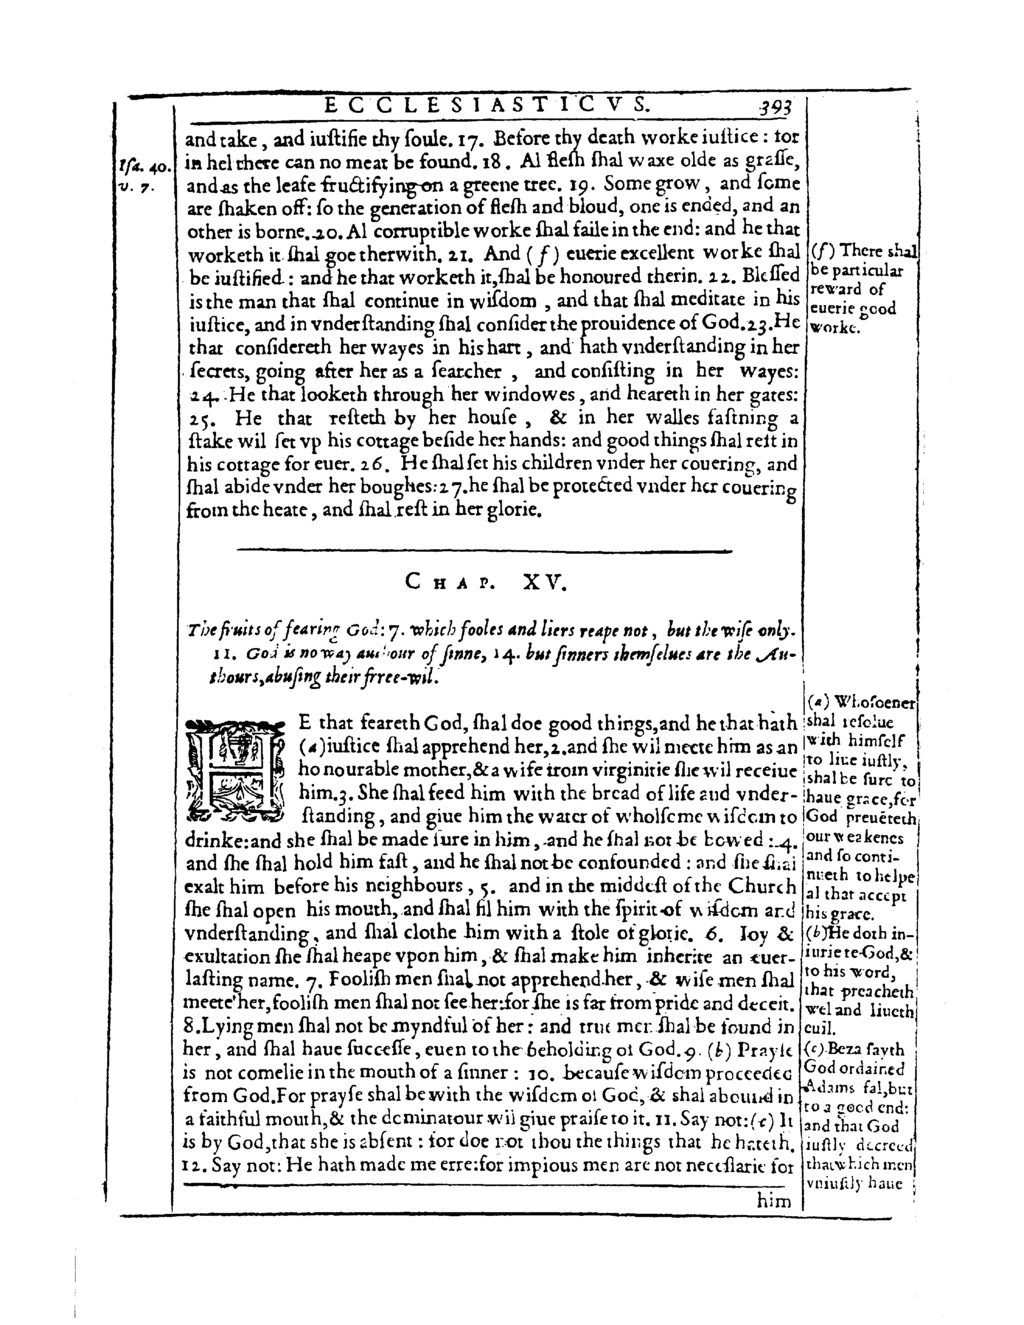 ECCLESIASTICVS. 393
and take, and iuſtifie thy ſoule. 17. Before thy death worke iuſtice: for
in hel there can no meat be found. 18. Al fleſh ſhal waxe olde as graſſe,
and as the leafe fructifying on a greene tree. 19. Some grow, and ſome
are ſhaken off: ſo the generation of fleſh and bloud, one is ended, and an
other is borne. 20. Al corruptible worke ſhal faile in the end: and he that
worketh it ſhal goe therwith. 21. And (f) euerie excellent worke ſhal
be iuſtified: and he that worketh it, ſhal be honoured therin. 22. Bleſſed
is the man that ſhal continue in wiſdom, and that ſhal meditate in his
iuſtice, and in vnderſtanding ſhal conſider the prouidence of God. 23. He
that conſidereth her wayes in his hart, and hath vnderſtanding in her
ſecrets, going after her as a ſearcher, and conſiſting in her wayes:
24. He that looketh through her windowes, and heareth in her gates:
25. He that reſteth by her houſe, & in her walles faſtning a
ſtake wil ſet vp his cottage beſide her hands: and good things ſhal reſt in
his cottage for euer. 26. He ſhal ſet his children vnder her couering, and
ſhal abide vnder her boughes: 27. he ſhal be protected vnder her couering
from the heate, and ſhal reſt in her glorie.
Iſa. 40.
v. 7.
(f) There shal
be particular
reward of
euerie good
worke.
CHAP. XV.
The fruits of fearing God: 7. which fooles and liers reape not, but the wiſe only.
11. God is no way authour of ſinne, 14. but ſinners themſelues are the Au-
thours, abuſing their frree-wil.
HE that feareth God, ſhal doe good things, and he that hath
(a) iuſtice ſhal apprehend her, 2. and ſhe wil meete him as an
honourable mother, & a wife from virginitie ſhe wil receiue
him. 3. She ſhal feed him with the bread of life and vnder-
ſtanding, and giue him the water of wholſome wiſdom to
drinke: and she ſhal be made ſure in him, and he ſhal not be bowed: 4.
and ſhe ſhal hold him faſt, and he ſhal not be confounded: and ſhe ſhal
exalt him before his neighbours, 5. and in the middeſt of the Church
ſhe ſhal open his mouth, and ſhal fil him with the ſpirit of wiſdom and
vnderſtanding, and ſhal clothe him with a ſtole of glorie. 6. Ioy &
exultation ſhe ſhal heape vpon him, & ſhal make him inherite an euer-
laſting name. 7. Fooliſh men ſhal not apprehend her, & wiſe men ſhal
meete her, fooliſh men ſhal not ſee her: for ſhe is far from pride and deceit.
8. Lying men ſhal not be myndful of her: and true men ſhal be found in
her, and ſhal haue ſucceſſe, euen to the beholding of God. 9. (b) Prayſe
is not comelie in the mouth of a ſinner: 10. becauſe wiſdom proceeded
from God. For prayſe shal be with the wiſdom of God, & shal abound in
a faithful mouth, & the dominatour wil giue praiſe to it. 11. Say not: (c) It
is by God, that she is abſent: for doe not thou the things that he hateth.
12. Say not: He hath made me erre: for impious men are not neceſſarie for
him
(a) Whoſoeuer
shal reſolue
with himſelf
to liue iuſtly,
shal be ſure to
haue grace, for
God preuēteth
our weakenes
and ſo conti-
nueth to helpe
al that accept
his grace.
(b) He doth in-
iurie to God, &
to his word,
that preacheth
wel and liueth
euil.
(c) Beza ſayth
God ordained
Adams fal, but
to a good end:
and that God
iuſtly decreed
that which men
vniuſtly haue